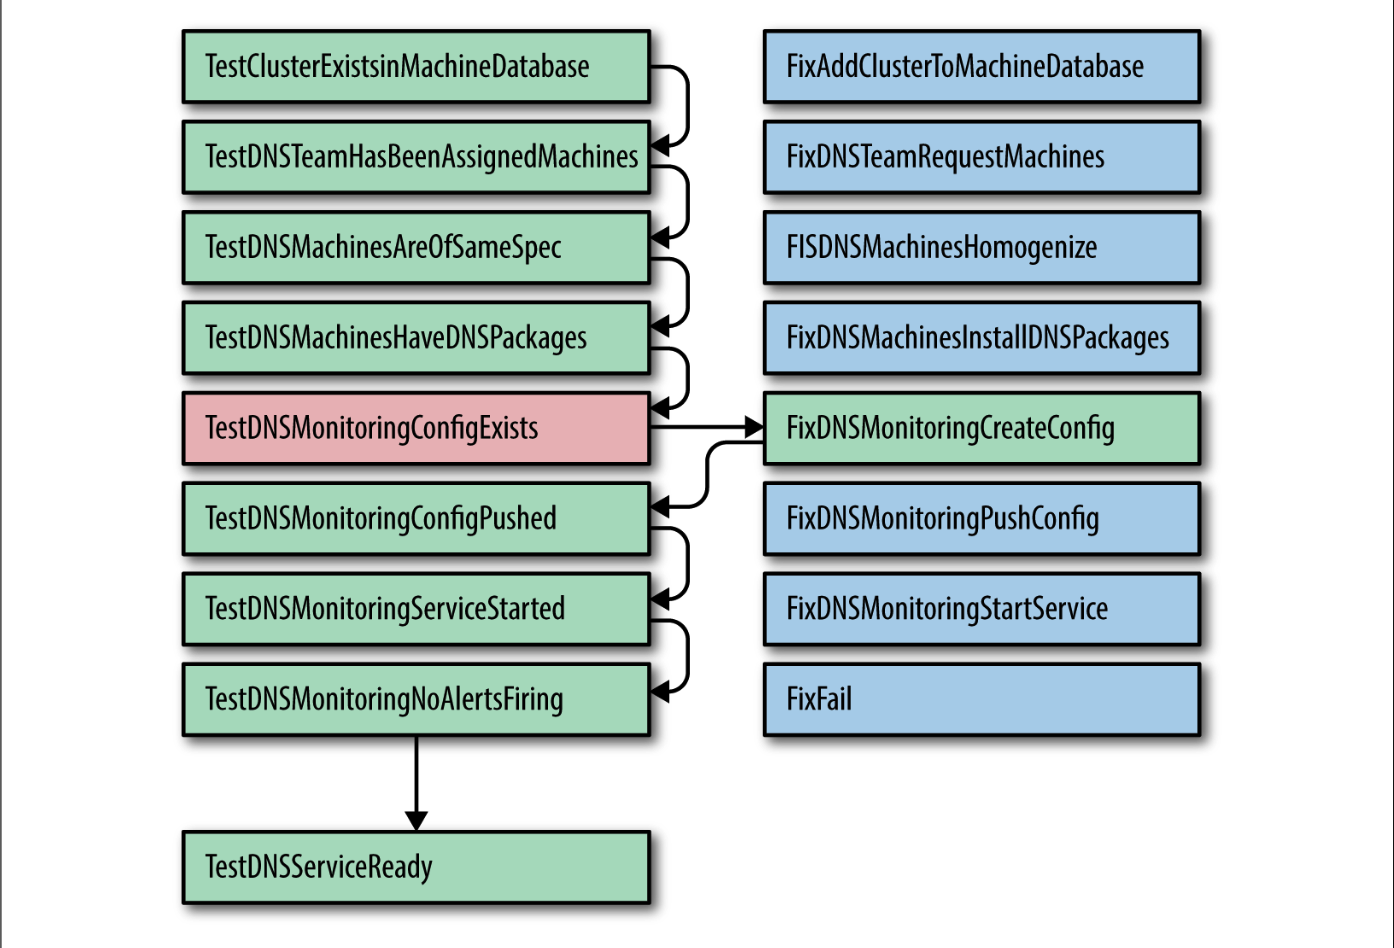 TestClusterExistsinMachineDatabase
FixAddClusterToMachineDatabase
TestDNSTeamHasBeenAssignedMachines
FixDNSTeamRequestMachines
TestDNSMachinesAreOfSameSpec
FISDNSMachinesHomogenize
TestDNSMachinesHaveDNSPackages
FixDNSMachinesInstallDNSPackages
TestDNSMonitoringConfigExists
FixDNSMonitoringCreateConfig
TestDNSMonitoringConfigPushed
FixDNSMonitoringPushConfig
TestDNSMonitoringServiceStarted
FixDNSMonitoringStartService
TestDNSMonitoringNoAlertsFiring
FixFail
TestDNSServiceReady